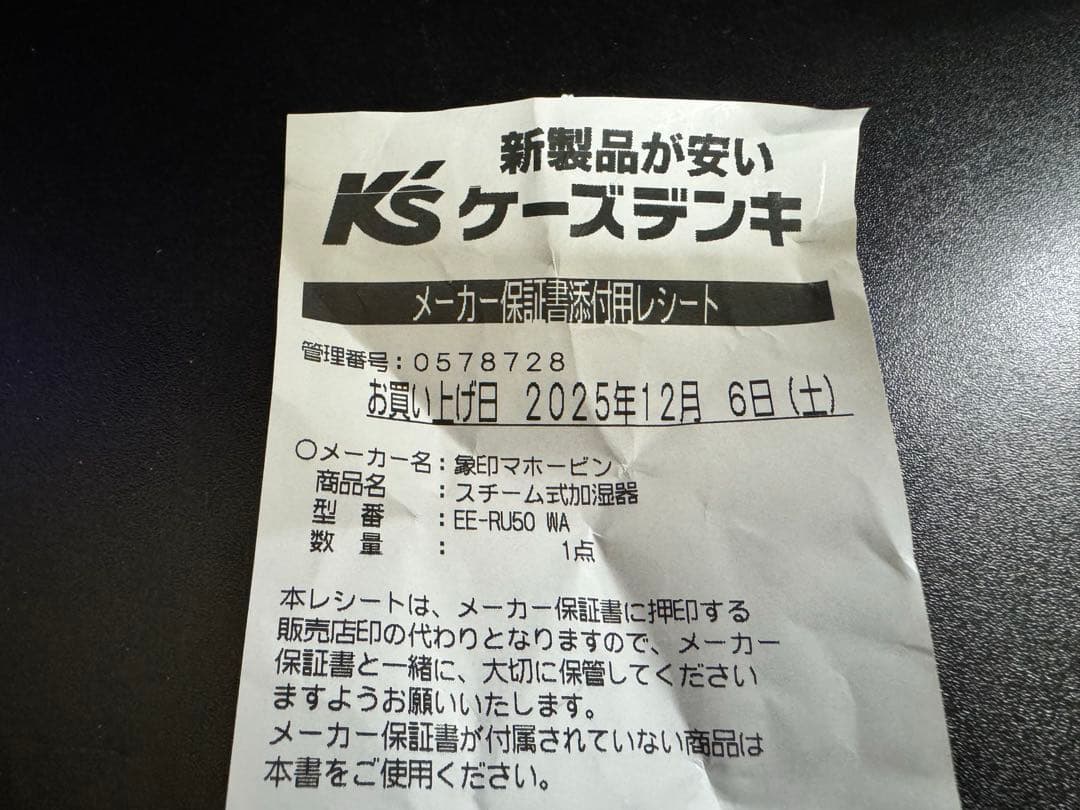 新製品が安い
K's ケーズデンキ
メーカー保証書添付用レシート
管理番号：0578728
お買い上げ日 2025年12月 6日(土)
○メーカー名：象印マホービン
商品名 ：スチーム式加湿器
型 番 ：EE-RU50 WA
数 量 ： 1点
本レシートは、メーカー保証書に押印する
販売店印の代わりとなりますので、メーカー
保証書と一緒に、大切に保管してください
ますようお願いいたします。
メーカー保証書が付属されていない商品は
本書をご使用ください。